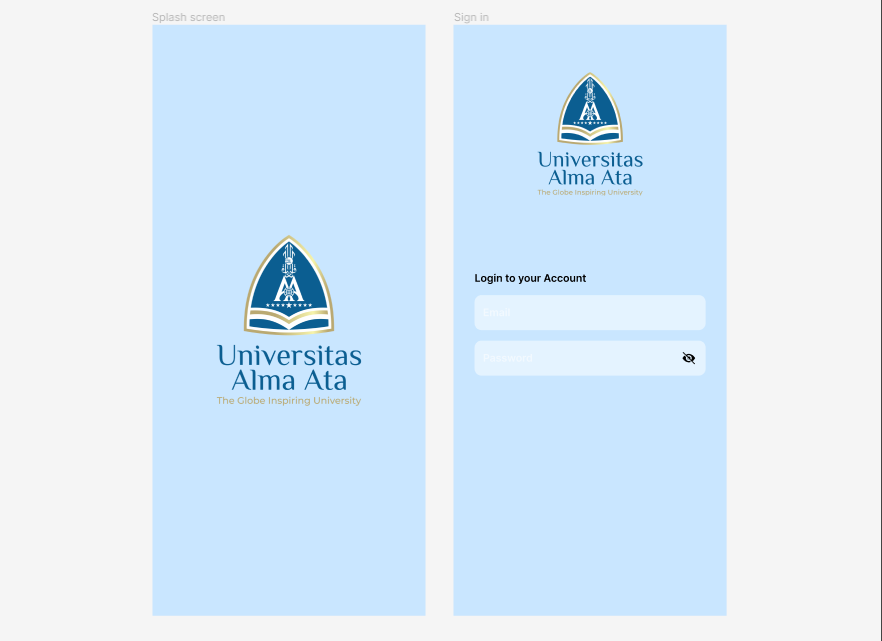 Splash screen
Sign in
Universitas
Alma Ata
The Globe Inspiring University
Universitas
Alma Ata
The Globe Inspiring University
Login to your Account
Email
Password